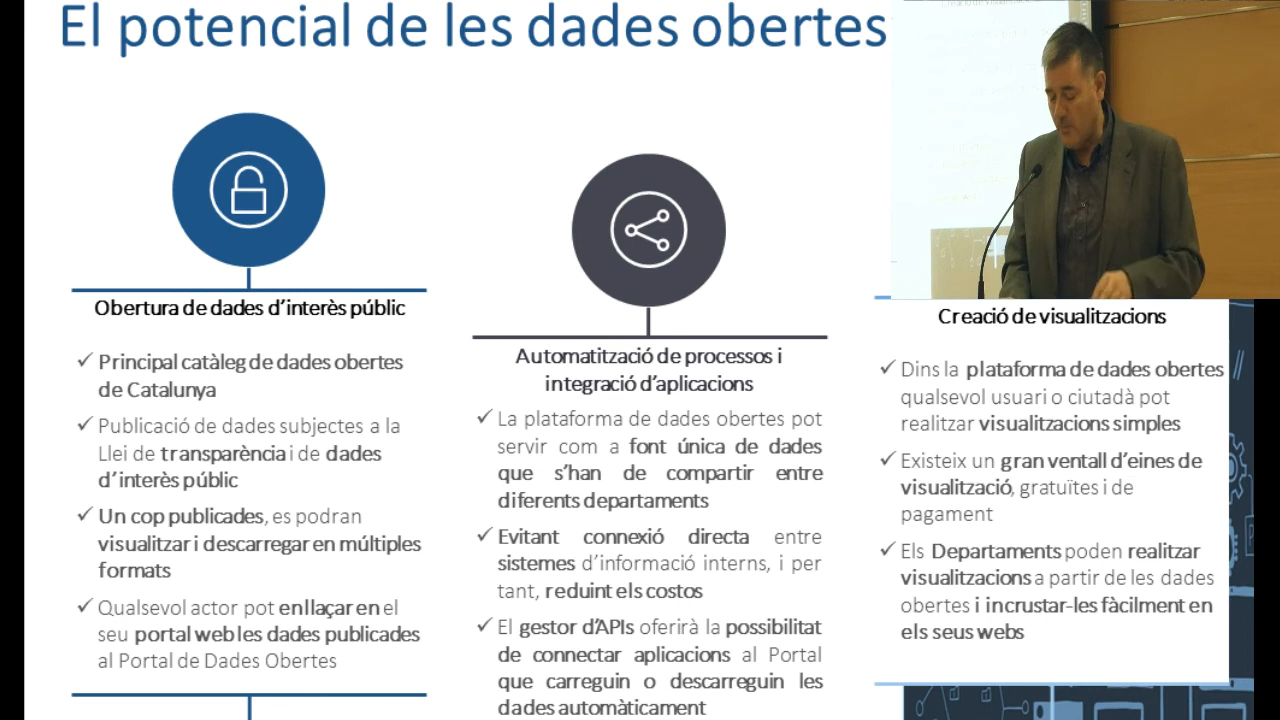 El potencial de les dades obertes
Obertura de dades d'interès públic
✓ Principal catàleg de dades obertes
de Catalunya
✓ Publicació de dades subjectes a la
Llei de transparència i de dades
d'interès públic
✓ Un cop publicades, es podran
visualitzar i descarregar en múltiples
formats
✓ Qualsevol actor pot enllaçar en el
seu portal web les dades publicades
al Portal de Dades Obertes
Automatització de processos i
integració d'aplicacions
✓ La plataforma de dades obertes pot
servir com a font única de dades
que s'han de compartir entre
diferents departaments
✓ Evitant connexió directa entre
sistemes d'informació interns, i per
tant, reduint els costos
✓ El gestor d'APIs oferirà la possibilitat
de connectar aplicacions al Portal
que carreguin o descarreguin les
dades automàticament
Creació de visualitzacions
✓ Dins la plataforma de dades obertes
qualsevol usuari o ciutadà pot
realitzar visualitzacions simples
✓ Existeix un gran ventall d'eines de
visualització, gratuïtes i de
pagament
✓ Els Departaments poden realitzar
visualitzacions a partir de les dades
obertes i incrustar-les fàcilment en
els seus webs